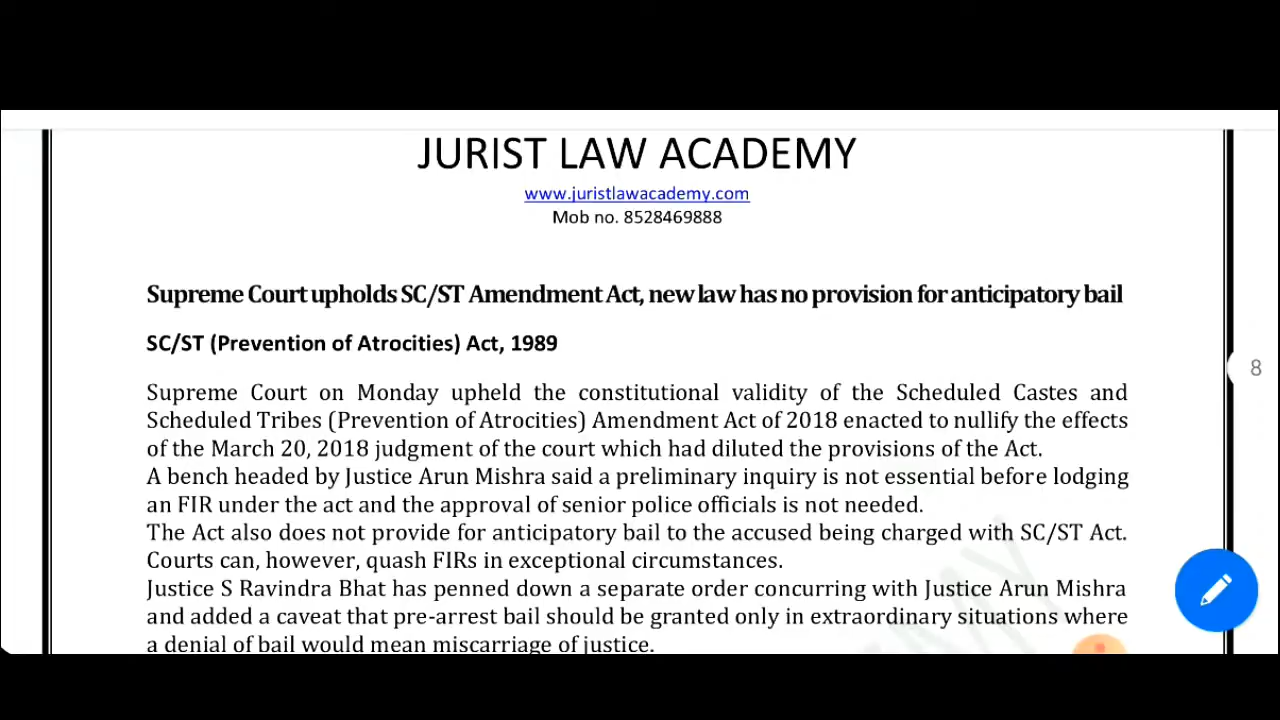 JURIST LAW ACADEMY
www.juristlawacademy.com
Mob no. 8528469888
Supreme Court upholds SC/ST Amendment Act, new law has no provision for anticipatory bail
SC/ST (Prevention of Atrocities) Act, 1989
Supreme Court on Monday upheld the constitutional validity of the Scheduled Castes and
Scheduled Tribes (Prevention of Atrocities) Amendment Act of 2018 enacted to nullify the effects
of the March 20, 2018 judgment of the court which had diluted the provisions of the Act.
A bench headed by Justice Arun Mishra said a preliminary inquiry is not essential before lodging
an FIR under the act and the approval of senior police officials is not needed.
The Act also does not provide for anticipatory bail to the accused being charged with SC/ST Act.
Courts can, however, quash FIRs in exceptional circumstances.
Justice S Ravindra Bhat has penned down a separate order concurring with Justice Arun Mishra
and added a caveat that pre-arrest bail should be granted only in extraordinary situations where
a denial of bail would mean miscarriage of justice.
8